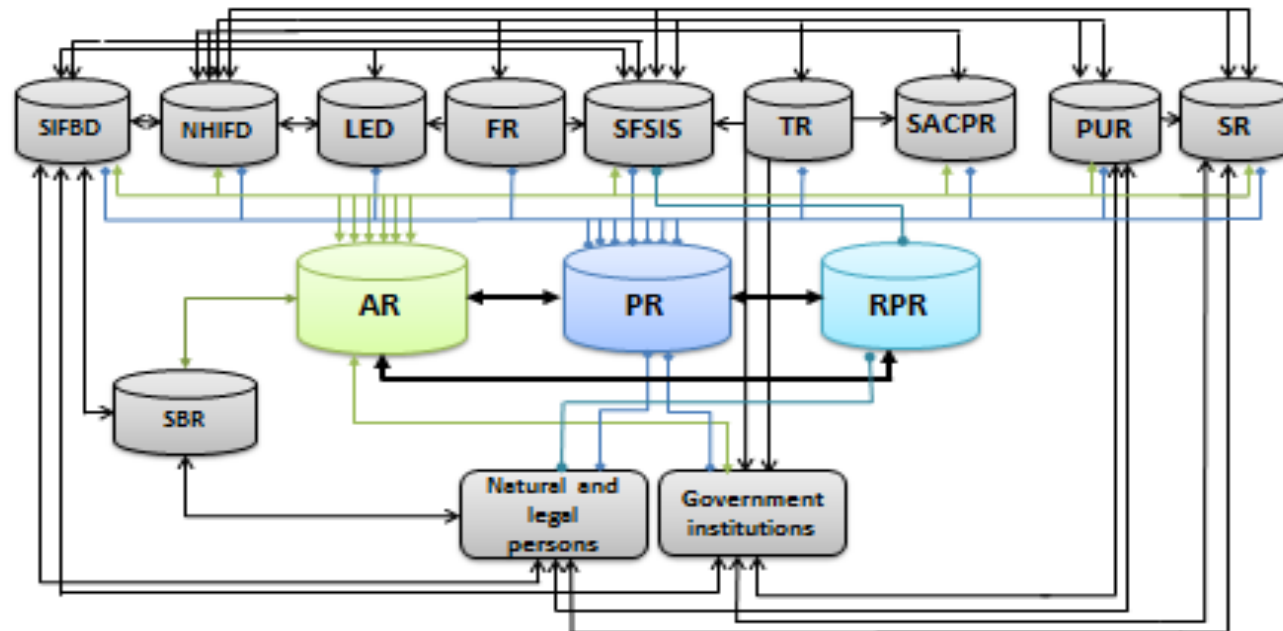 SIFBD
NHIFD
LED
FR
SFSIS
TR
SACPR
PUR
SR
AR
PR
RPR
SBR
Natural and
legal
persons
Government
institutions